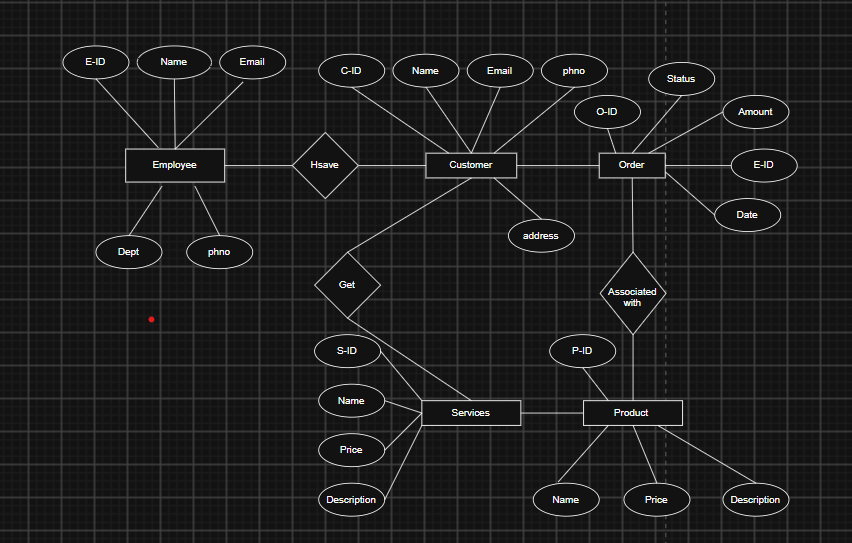 E-ID
Name
Email
C-ID
Name
Email
phno
Status
O-ID
Amount
Employee
Hsave
Customer
Order
E-ID
Date
Dept
phno
address
Get
Associated
with
S-ID
P-ID
Name
Services
Product
Price
Description
Name
Price
Description